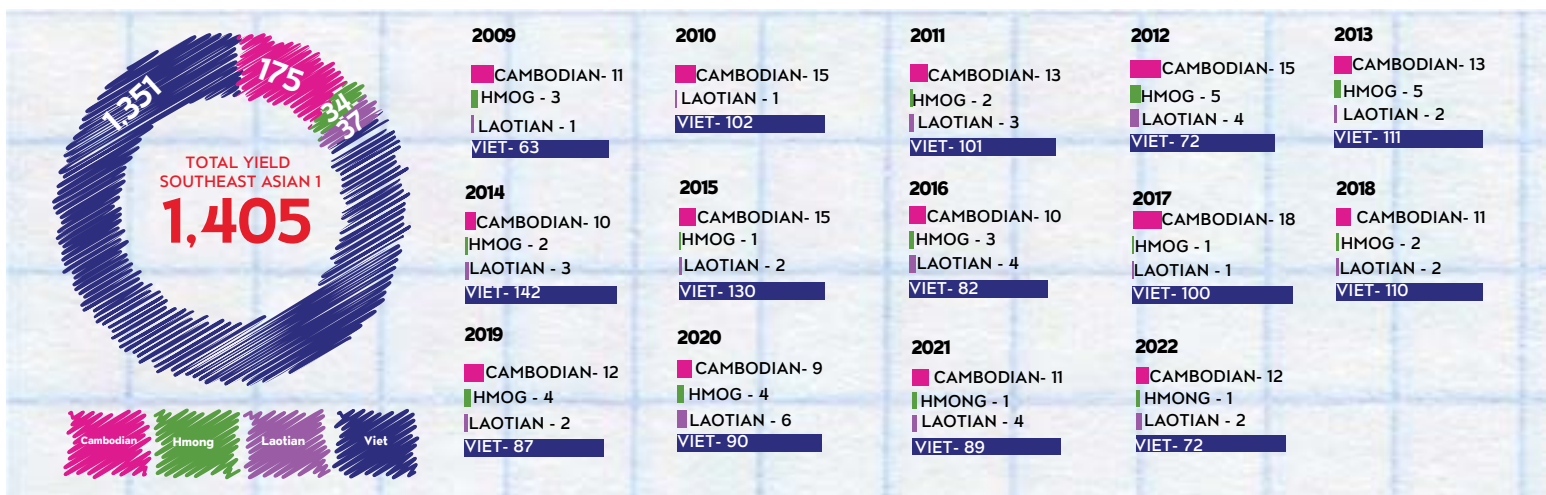 1,351
175
34
37
TOTAL YIELD
SOUTHEAST ASIAN 1
1,405
Cambodian
Hmong
Laotian
Viet
2009
CAMBODIAN- 11
HMOG - 3
LAOTIAN - 1
VIET- 63
2010
CAMBODIAN- 15
LAOTIAN - 1
VIET- 102
2011
CAMBODIAN- 13
HMOG - 2
LAOTIAN - 3
VIET- 101
2012
CAMBODIAN- 15
HMOG - 5
LAOTIAN - 4
VIET- 72
2013
CAMBODIAN- 13
HMOG - 5
LAOTIAN - 2
VIET- 111
2014
CAMBODIAN- 10
HMOG - 2
LAOTIAN - 3
VIET- 142
2015
CAMBODIAN- 15
HMOG - 1
LAOTIAN - 2
VIET- 130
2016
CAMBODIAN- 10
HMOG - 3
LAOTIAN - 4
VIET- 82
2017
CAMBODIAN- 18
HMOG - 1
LAOTIAN - 1
VIET- 100
2018
CAMBODIAN- 11
HMOG - 2
LAOTIAN - 2
VIET- 110
2019
CAMBODIAN- 12
HMOG - 4
LAOTIAN - 2
VIET- 87
2020
CAMBODIAN- 9
HMOG - 4
LAOTIAN - 6
VIET- 90
2021
CAMBODIAN- 11
HMONG - 1
LAOTIAN - 4
VIET- 89
2022
CAMBODIAN- 12
HMONG - 1
LAOTIAN - 2
VIET- 72